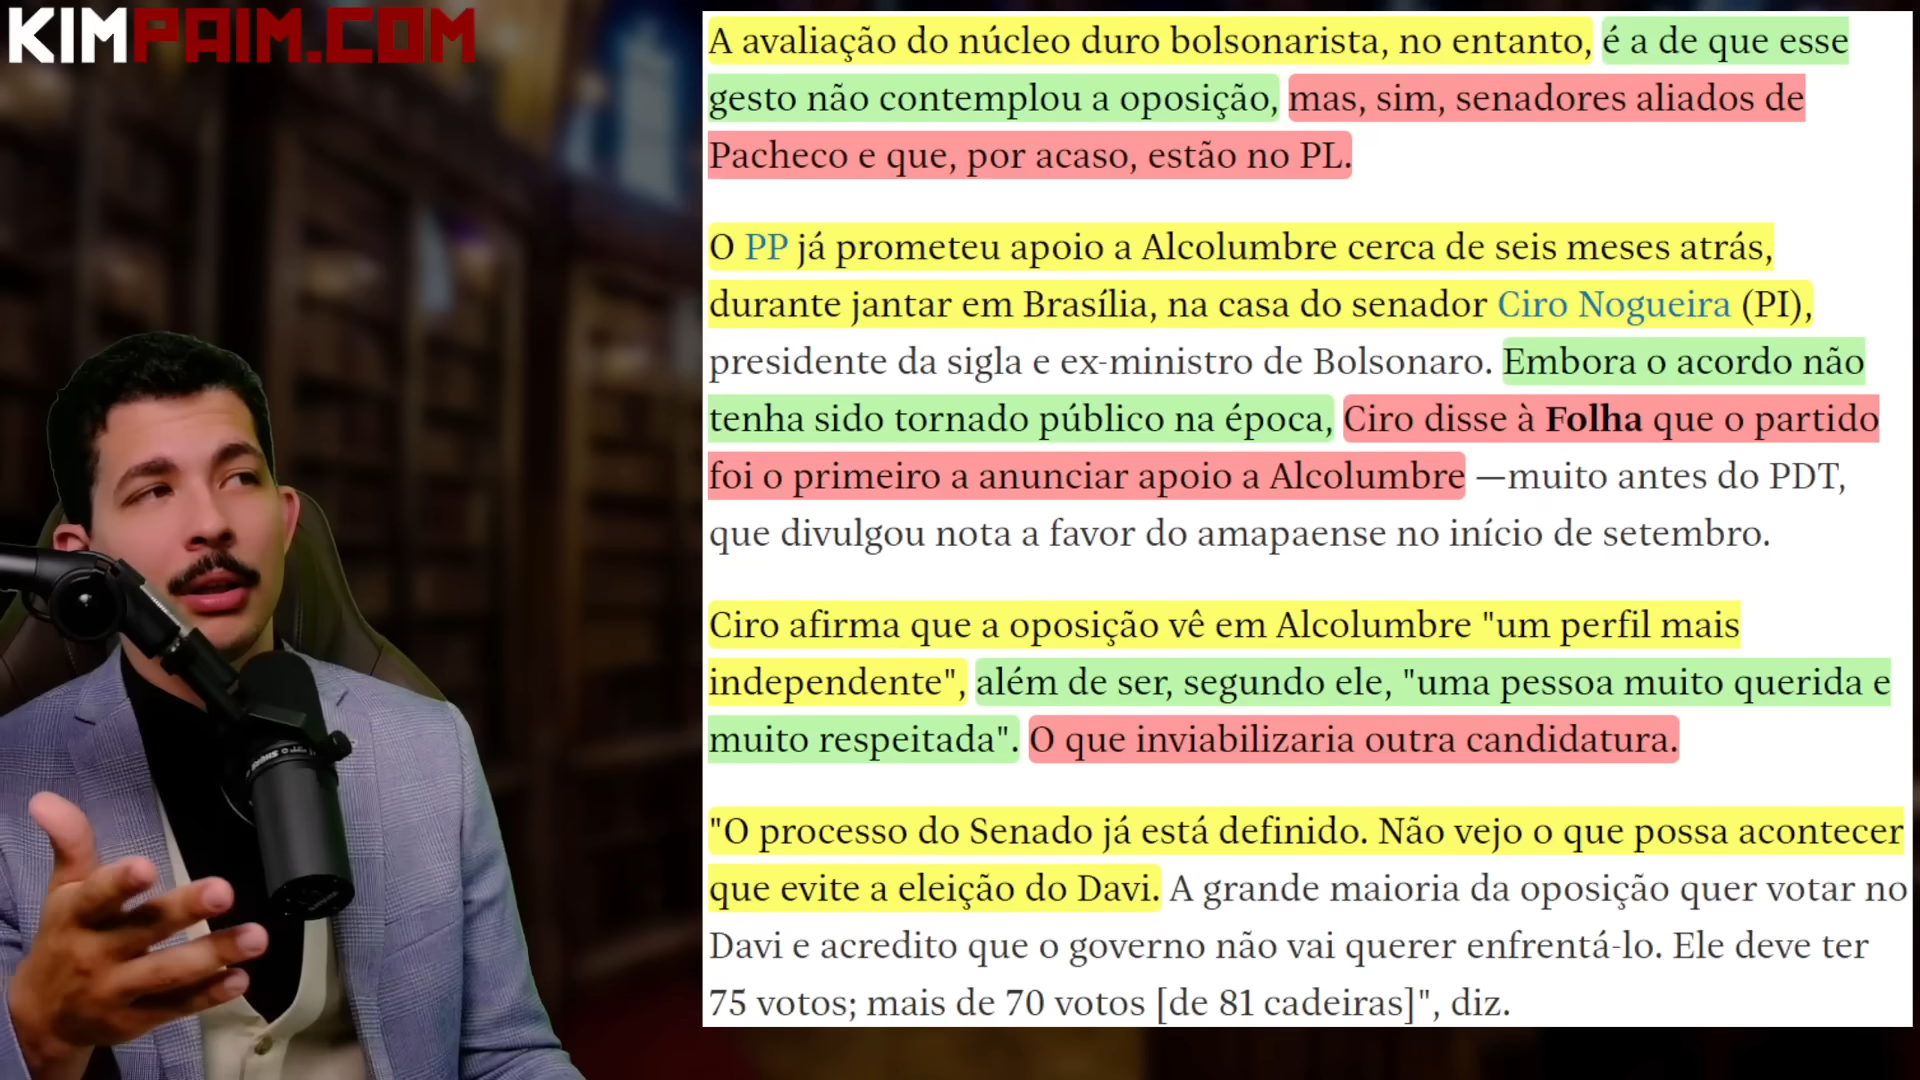 KIMPAIM.COM
A avaliação do núcleo duro bolsonarista, no entanto, é a de que esse
gesto não contemplou a oposição, mas, sim, senadores aliados de
Pacheco e que, por acaso, estão no PL.
O PP já prometeu apoio a Alcolumbre cerca de seis meses atrás,
durante jantar em Brasília, na casa do senador Ciro Nogueira (PI),
presidente da sigla e ex-ministro de Bolsonaro. Embora o acordo não
tenha sido tornado público na época, Ciro disse à Folha que o partido
foi o primeiro a anunciar apoio a Alcolumbre —muito antes do PDT,
que divulgou nota a favor do amapaense no início de setembro.
Ciro afirma que a oposição vê em Alcolumbre "um perfil mais
independente", além de ser, segundo ele, "uma pessoa muito querida e
muito respeitada". O que inviabilizaria outra candidatura.
"O processo do Senado já está definido. Não vejo o que possa acontecer
que evite a eleição do Davi. A grande maioria da oposição quer votar no
Davi e acredito que o governo não vai querer enfrentá-lo. Ele deve ter
75 votos; mais de 70 votos [de 81 cadeiras]", diz.